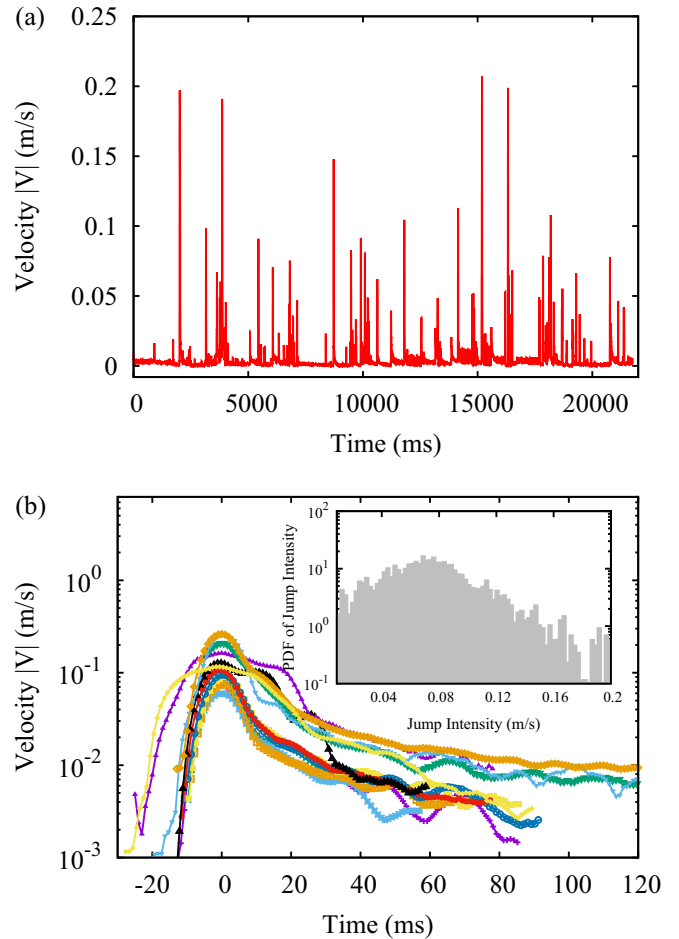 (a)
0.25
0.2
0.15
0.1
0.05
0
Velocity |V| (m/s)
0 5000 10000 15000 20000
Time (ms)
(b)
10^0
10^-1
10^-2
10^-3
Velocity |V| (m/s)
10^2
10^1
10^0
10^-1
PDF of Jump Intensity
0.04 0.08 0.12 0.16 0.2
Jump Intensity (m/s)
-20 0 20 40 60 80 100 120
Time (ms)